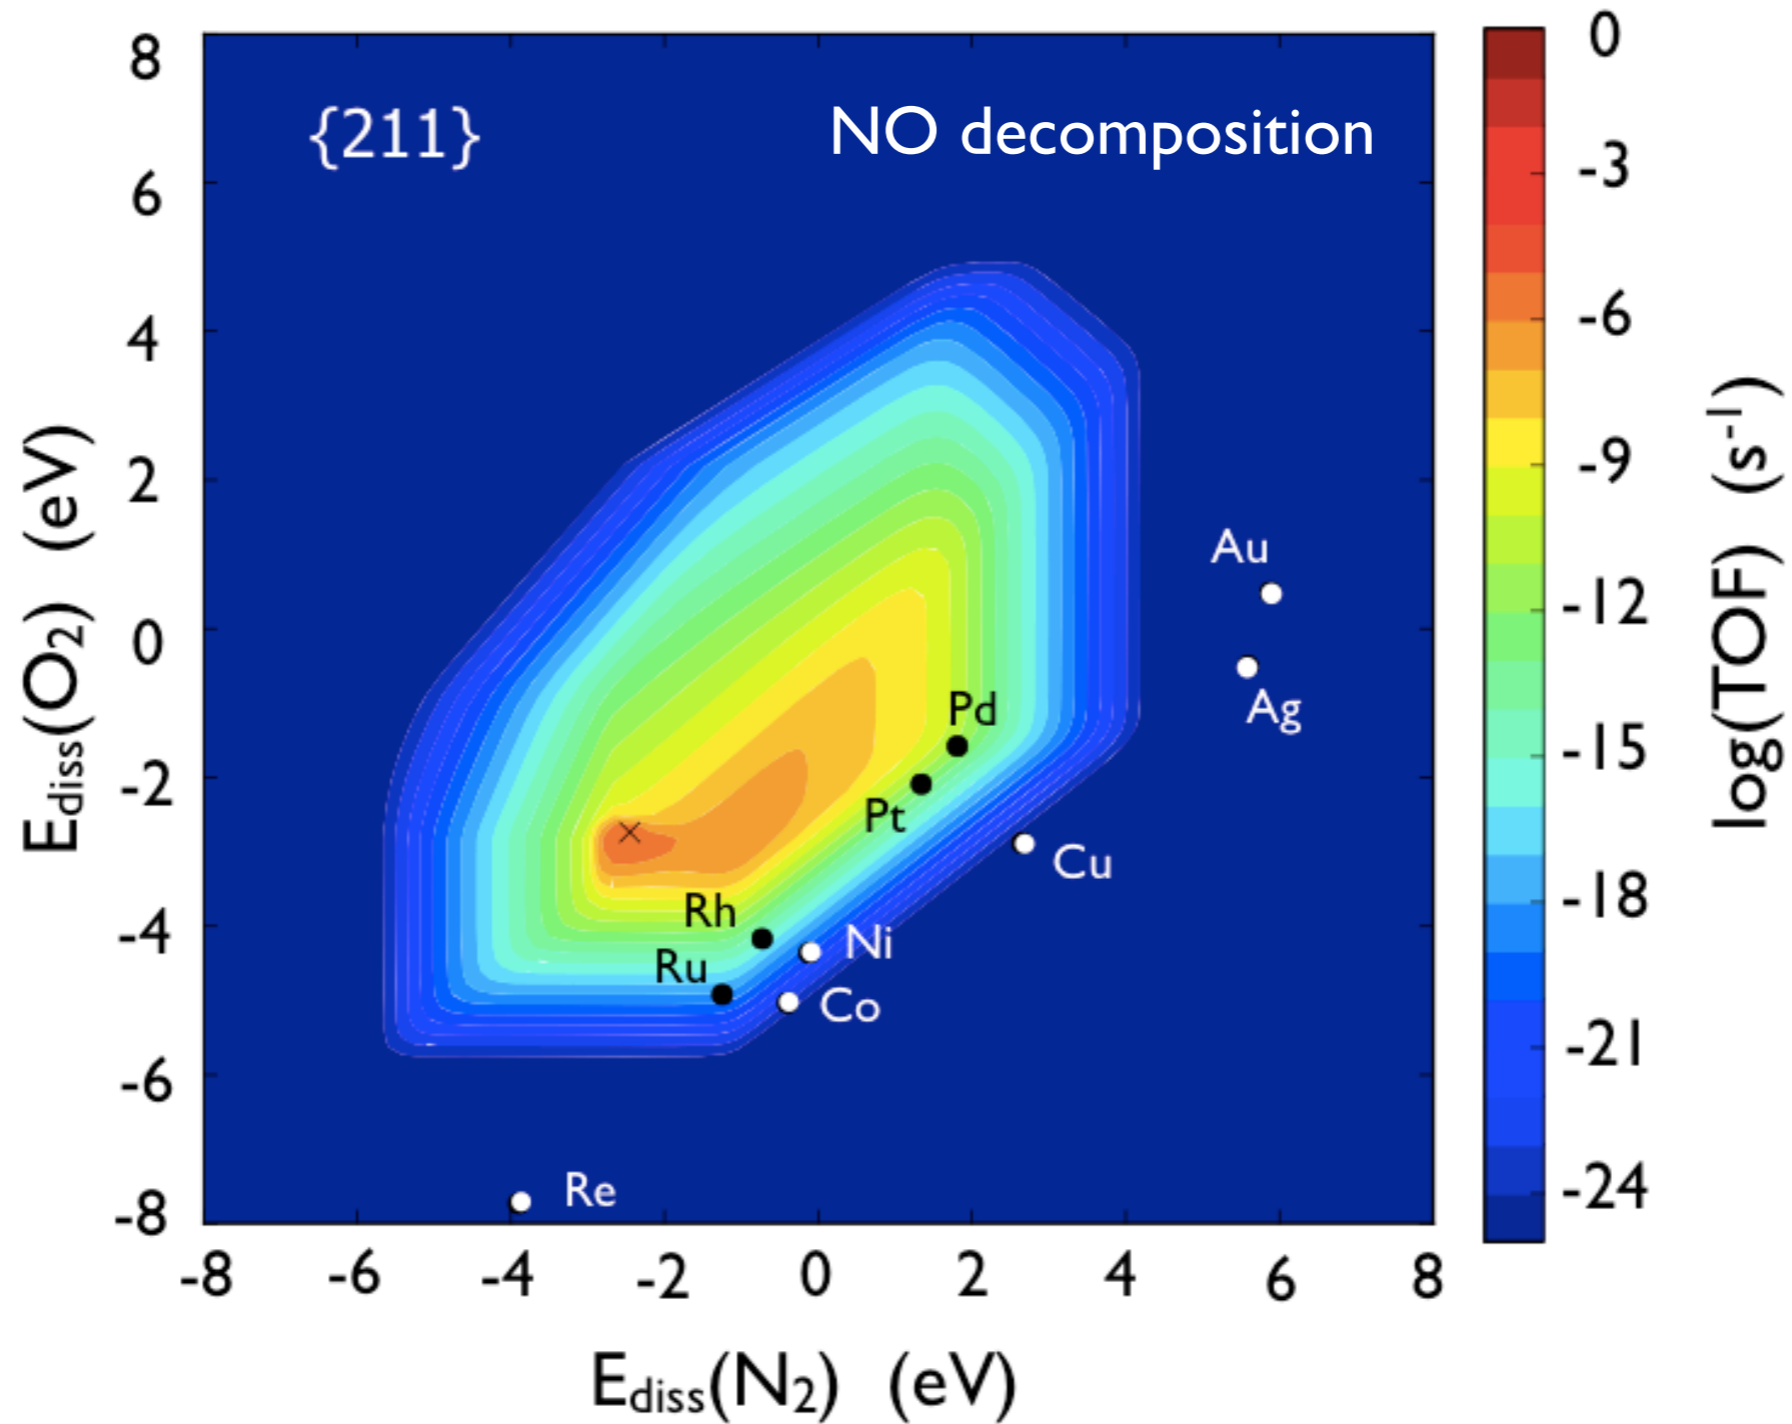 {211} NO decomposition
8
6
4
2
0
-2
-4
-6
-8
E_diss(O₂) (eV)
Au
Ag
Pd
Pt
Cu
Rh
Ni
Ru
Co
Re
-8 -6 -4 -2 0 2 4 6 8
E_diss(N₂) (eV)
0
-3
-6
-9
-12
-15
-18
-21
-24
log(TOF) (s⁻¹)